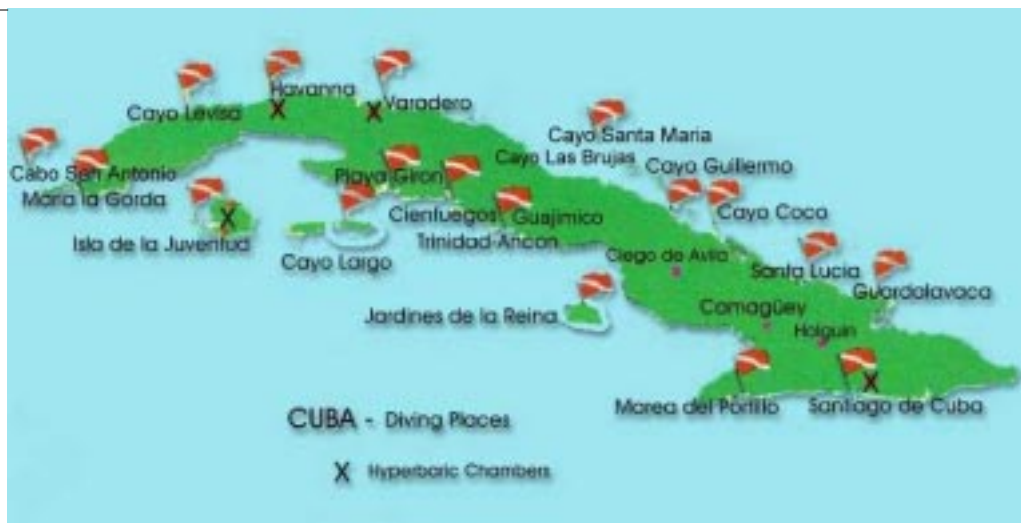 Havanna
Varadero
Cayo Levisa
Cayo Santa Maria
Cayo Las Brujas
Cayo Guillermo
Cabo San Antonio
Maria la Gorda
Playa Giron
Cienfuegos
Guajimico
Cayo Coco
Isla de la Juventud
Trinidad-Ancon
Cayo Largo
Ciego de Avila
Santa Lucia
Guardalavaca
Jardines de la Reina
Camagüey
Holguin
Marea del Portillo
Santiago de Cuba
CUBA - Diving Places
X Hyperbaric Chambers